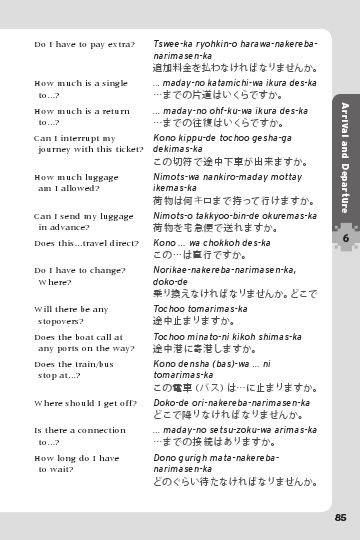 Do I have to pay extra?
Tswee-ka ryohkin-o harawa-nakereba-
narimasen-ka
追加料金を払わなければなりませんか。
How much is a single
to...?
... maday-no katamichi-wa ikura des-ka
…までの片道はいくらですか。
How much is a return
to...?
... maday-no ohf-ku-wa ikura des-ka
…までの往復はいくらですか。
Can I interrupt my
journey with this ticket?
Kono kippu-de tochoo gesha-ga
dekimas-ka
この切符で途中下車が出来ますか。
How much luggage
am I allowed?
Nimots-wa nankiro-maday mottay
ikemas-ka
荷物は何キロまで持って行けますか。
Can I send my luggage
in advance?
Nimots-o takkyoo-bin-de okuremas-ka
荷物を宅急便で送れますか。
Does this...travel direct?
Kono ... wa chokkoh des-ka
この…は直行ですか。
Do I have to change?
Where?
Norikae-nakereba-narimasen-ka,
doko-de
乗り換えなければなりませんか。どこで
Will there be any
stopovers?
Tochoo tomarimas-ka
途中止まりますか。
Does the boat call at
any ports on the way?
Tochoo minato-ni kikoh shimas-ka
途中港に寄港しますか。
Does the train/bus
stop at...?
Kono densha (bas)-wa ... ni
tomarimas-ka
この電車（バス）は…に止まりますか。
Where should I get off?
Doko-de ori-nakereba-narimasen-ka
どこで降りなければなりませんか。
Is there a connection
to...?
... maday-no setsu-zoku-wa arimas-ka
…までの接続はありますか。
How long do I have
to wait?
Dono gurigh mata-nakereba-
narimasen-ka
どのぐらい待たなければなりませんか。
Arrival and Departure
6
85